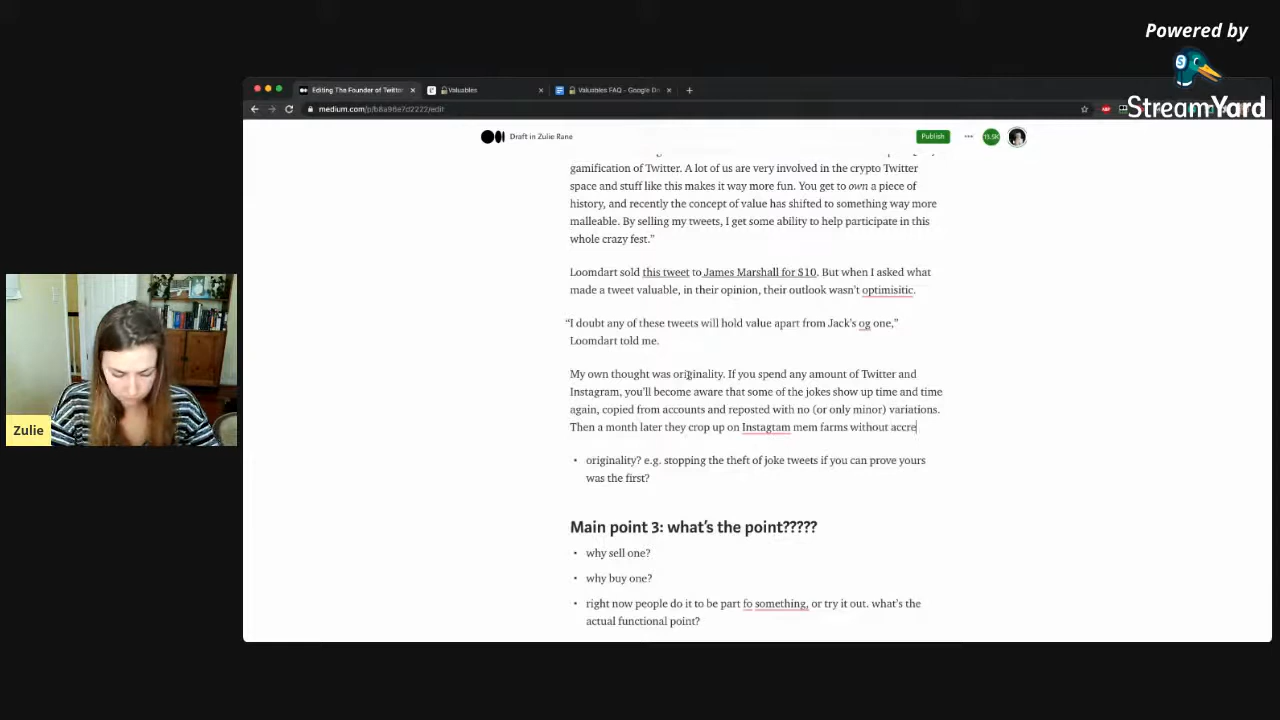 Powered by
StreamYard
Editing The Founder of Twitter
Valuables
Valuables FAQ - Google Do
medium.com/p/b8a96e7d2222/edit
Draft in Zulie Rane
Publish
gamification of Twitter. A lot of us are very involved in the crypto Twitter
space and stuff like this makes it way more fun. You get to own a piece of
history, and recently the concept of value has shifted to something way more
malleable. By selling my tweets, I get some ability to help participate in this
whole crazy fest.”
Loomdart sold this tweet to James Marshall for $10. But when I asked what
made a tweet valuable, in their opinion, their outlook wasn’t optimisitic.
“I doubt any of these tweets will hold value apart from Jack’s og one,”
Loomdart told me.
My own thought was originality. If you spend any amount of Twitter and
Instagram, you’ll become aware that some of the jokes show up time and time
again, copied from accounts and reposted with no (or only minor) variations.
Then a month later they crop up on Instagtam mem farms without accre
• originality? e.g. stopping the theft of joke tweets if you can prove yours
was the first?
Main point 3: what’s the point?????
• why sell one?
• why buy one?
• right now people do it to be part fo something, or try it out. what’s the
actual functional point?
Zulie